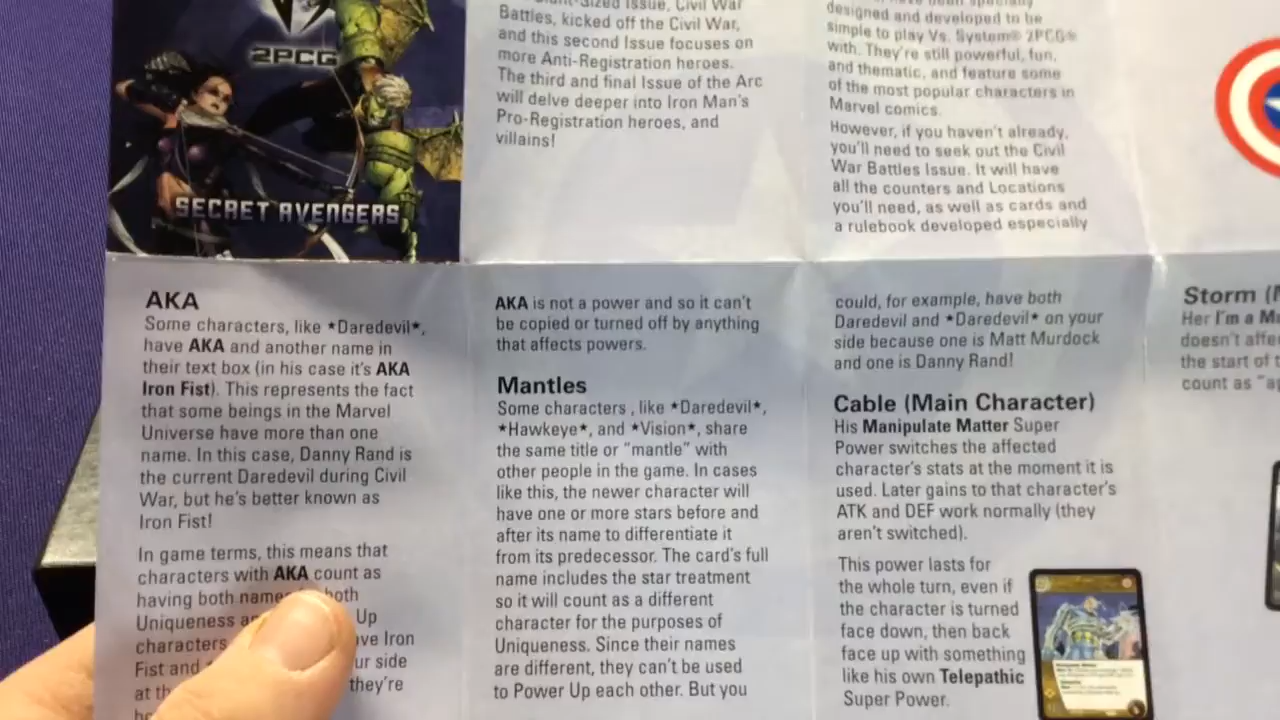 2PCG
SECRET AVENGERS
Sized Issue, Civil War
Battles, kicked off the Civil War,
and this second Issue focuses on
more Anti-Registration heroes.
The third and final Issue of the Arc
will delve deeper into Iron Man's
Pro-Registration heroes, and
villains!
designed and developed to be
simple to play Vs. System® 2PCG®
with. They're still powerful, fun,
and thematic, and feature some
of the most popular characters in
Marvel comics.
However, if you haven't already,
you'll need to seek out the Civil
War Battles Issue. It will have
all the counters and Locations
you'll need, as well as cards and
a rulebook developed especially
AKA
Some characters, like *Daredevil*,
have AKA and another name in
their text box (in his case it's AKA
Iron Fist). This represents the fact
that some beings in the Marvel
Universe have more than one
name. In this case, Danny Rand is
the current Daredevil during Civil
War, but he's better known as
Iron Fist!
In game terms, this means that
characters with AKA count as
having both both
Uniqueness Up
characters Iron
Fist and side
at they're
AKA is not a power and so it can't
be copied or turned off by anything
that affects powers.
Mantles
Some characters , like *Daredevil*,
*Hawkeye*, and *Vision*, share
the same title or "mantle" with
other people in the game. In cases
like this, the newer character will
have one or more stars before and
after its name to differentiate it
from its predecessor. The card's full
name includes the star treatment
so it will count as a different
character for the purposes of
Uniqueness. Since their names
are different, they can't be used
to Power Up each other. But you
could, for example, have both
Daredevil and *Daredevil* on your
side because one is Matt Murdock
and one is Danny Rand!
Cable (Main Character)
His Manipulate Matter Super
Power switches the affected
character's stats at the moment it is
used. Later gains to that character's
ATK and DEF work normally (they
aren't switched).
This power lasts for
the whole turn, even if
the character is turned
face down, then back
face up with something
like his own Telepathic
Super Power.
Storm
Her I'm a
doesn't
the start of
count as